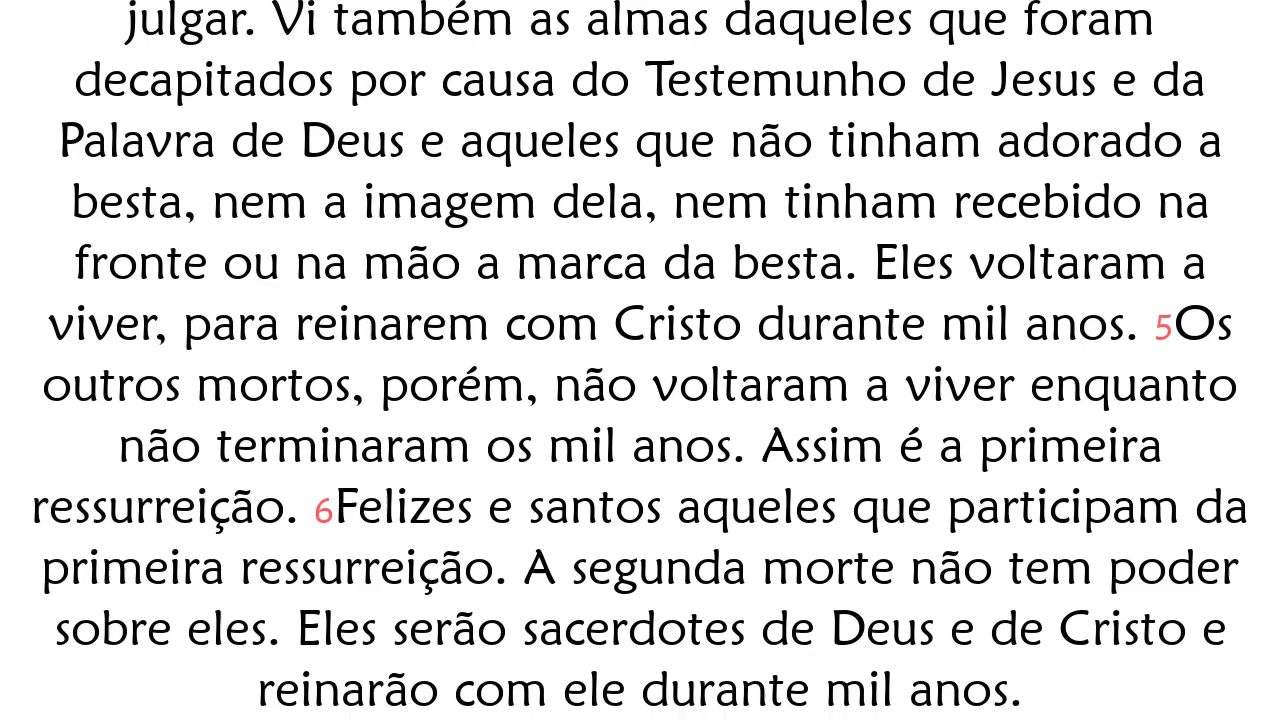 julgar. Vi também as almas daqueles que foram
decapitados por causa do Testemunho de Jesus e da
Palavra de Deus e aqueles que não tinham adorado a
besta, nem a imagem dela, nem tinham recebido na
fronte ou na mão a marca da besta. Eles voltaram a
viver, para reinarem com Cristo durante mil anos. 5Os
outros mortos, porém, não voltaram a viver enquanto
não terminaram os mil anos. Assim é a primeira
ressurreição. 6Felizes e santos aqueles que participam da
primeira ressurreição. A segunda morte não tem poder
sobre eles. Eles serão sacerdotes de Deus e de Cristo e
reinarão com ele durante mil anos.